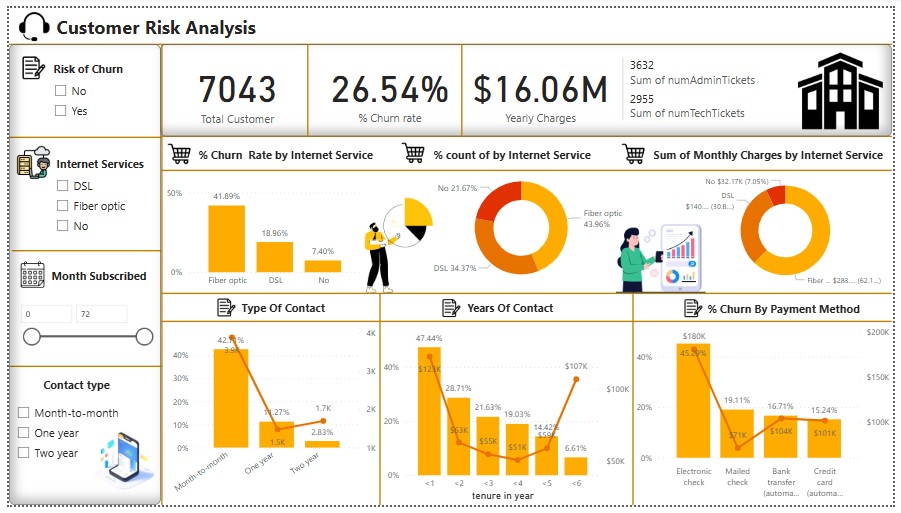 Customer Risk Analysis
Risk of Churn
No
Yes
7043
Total Customer
26.54%
% Churn rate
$16.06M
Yearly Charges
3632
Sum of numAdminTickets
2955
Sum of numTechTickets
Internet Services
DSL
Fiber optic
No
Month Subscribed
0
72
Contact type
Month-to-month
One year
Two year
% Churn Rate by Internet Service
50%
0%
41.89%
18.96%
7.40%
Fiber optic
DSL
No
% count of by Internet Service
No 21.67%
Fiber optic
43.96%
DSL 34.37%
Sum of Monthly Charges by Internet Service
No $32.17K (7.05%)
DSL
$140.... (30.8...)
Fiber ... $283.... (62.1...)
Type Of Contact
40%
30%
20%
10%
0%
3.9K
11.27%
1.5K
1.7K
2.83%
4K
3K
2K
1K
Month-to-month
One year
Two year
Years Of Contact
40%
20%
0%
47.44%
28.71%
$63K
21.63%
$55K
19.03%
$51K
14.42%
$107K
6.61%
$100K
$50K
<1
<2
<3
<4
<5
<6
tenure in year
% Churn By Payment Method
40%
20%
0%
$180K
45.29%
19.11%
$71K
16.71%
$104K
15.24%
$101K
$200K
$150K
$100K
Electronic
check
Mailed
check
Bank
transfer
(automa...
Credit
card
(automa...